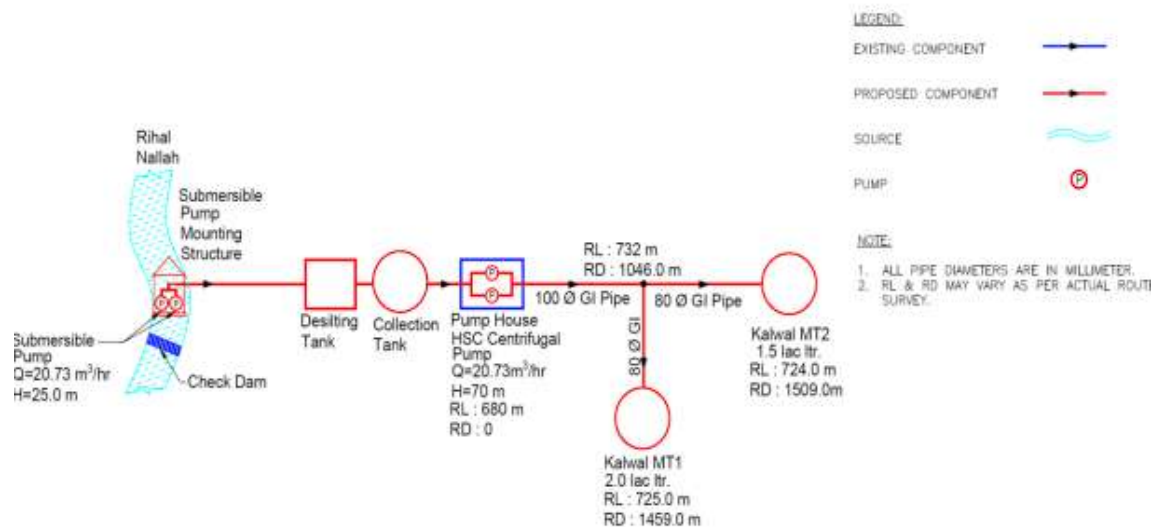 Rihal
Nallah
Submersible
Pump
Mounting
Structure
P
P
Submersible
Pump
Q=20.73 m³/hr
H=25.0 m
Check Dam
Desilting
Tank
Collection
Tank
P
P
Pump House
HSC Centrifugal
Pump
Q=20.73m³/hr
H=70 m
RL : 680 m
RD : 0
RL : 732 m
RD : 1046.0 m
100 Ø GI Pipe
80 Ø GI Pipe
80 Ø GI
Kalwal MT2
1.5 lac ltr.
RL : 724.0 m
RD : 1509.0m
Kalwal MT1
2.0 lac ltr.
RL : 725.0 m
RD : 1459.0 m
LEGEND:
EXISTING COMPONENT
PROPOSED COMPONENT
SOURCE
PUMP
P
NOTE:
1. ALL PIPE DIAMETERS ARE IN MILLIMETER.
2. RL & RD MAY VARY AS PER ACTUAL ROUTE
SURVEY.